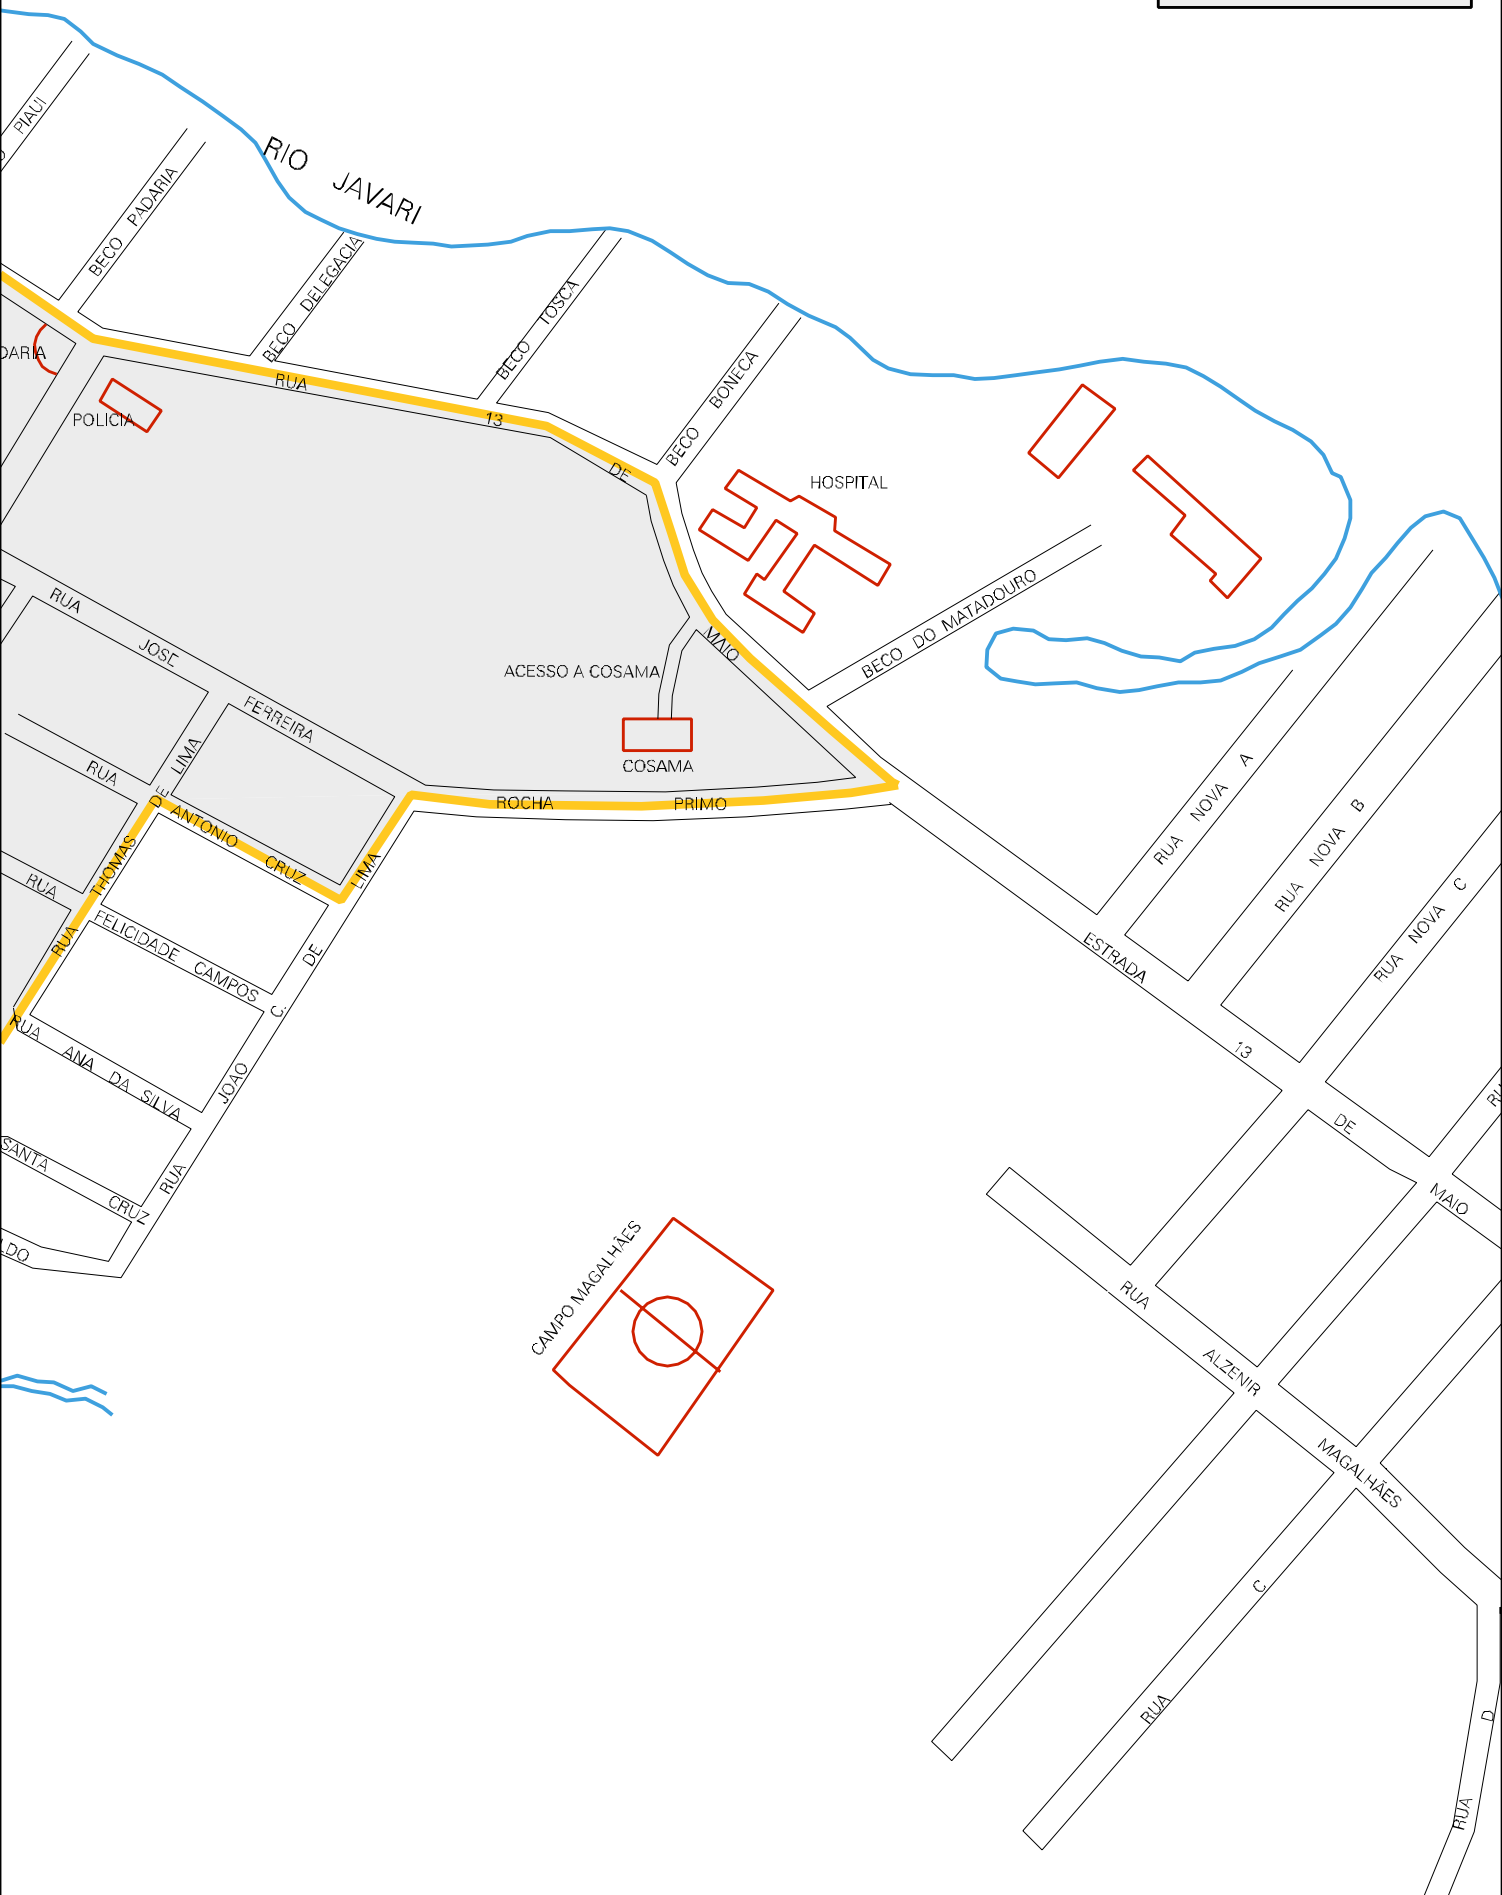 PIAUI
RIO JAVARI
BECO PADARIA
BECO DELEGACIA
BECO TOSCA
BECO BONECA
DARIA
POLICIA
RUA 13 DE MAIO
HOSPITAL
BECO DO MATADOURO
RUA JOSE FERREIRA
ACESSO A COSAMA
COSAMA
ROCHA PRIMO
RUA ANTONIO CRUZ
RUA THOMAS DE LIMA
RUA FELICIDADE CAMPOS
RUA JOAO C. DE LIMA
RUA ANA DA SILVA
SANTA CRUZ
LDO
RUA NOVA A
RUA NOVA B
RUA NOVA C
ESTRADA 13 DE MAIO
CAMPO MAGALHÃES
RUA ALZENIR MAGALHÃES
RUA C
RUA D